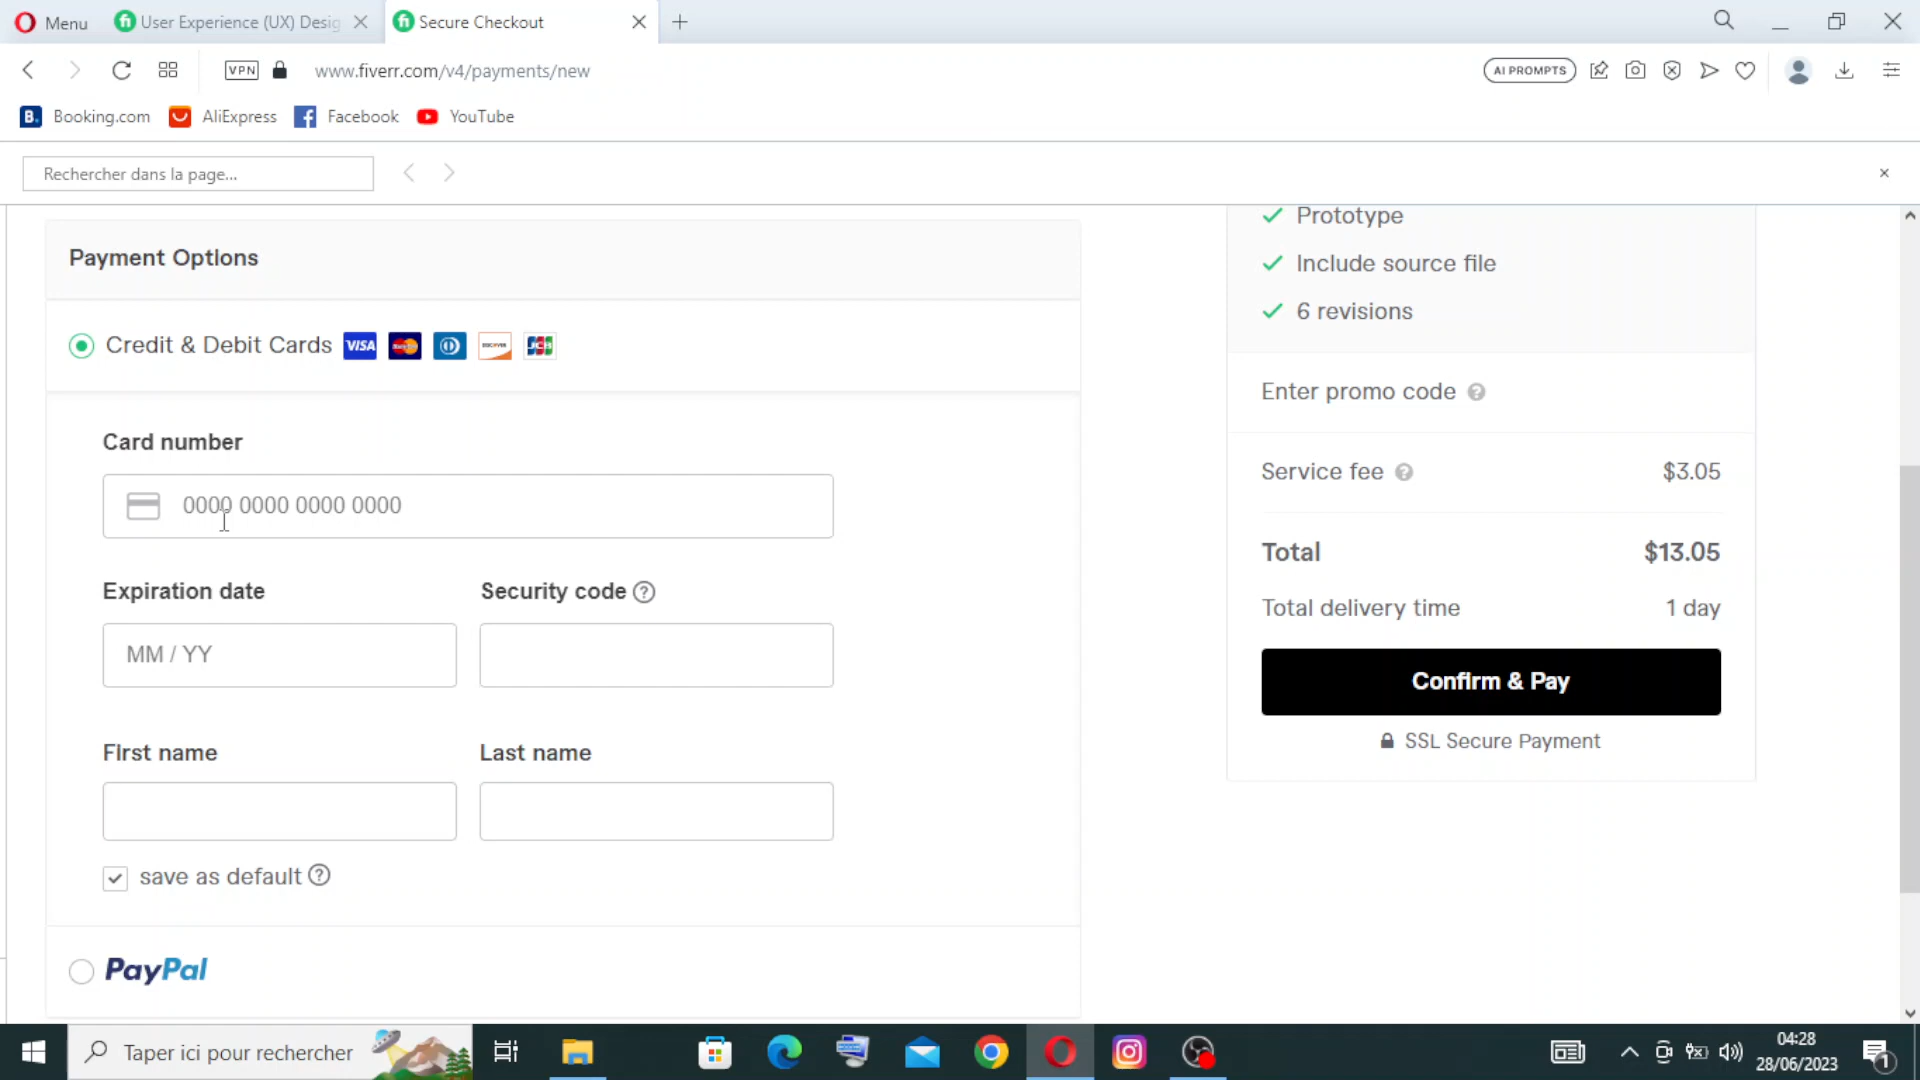 Menu
User Experience (UX) Desig
Secure Checkout
VPN
www.fiverr.com/v4/payments/new
AI PROMPTS
B. Booking.com
AliExpress
Facebook
YouTube
Rechercher dans la page...
Payment Options
Credit & Debit Cards
VISA
DISCOVER
JCB
Card number
0000 0000 0000 0000
Expiration date
Security code
MM / YY
First name
Last name
save as default
PayPal
Prototype
Include source file
6 revisions
Enter promo code
Service fee
$3.05
Total
$13.05
Total delivery time
1 day
Confirm & Pay
SSL Secure Payment
Taper ici pour rechercher
04:28
28/06/2023
1